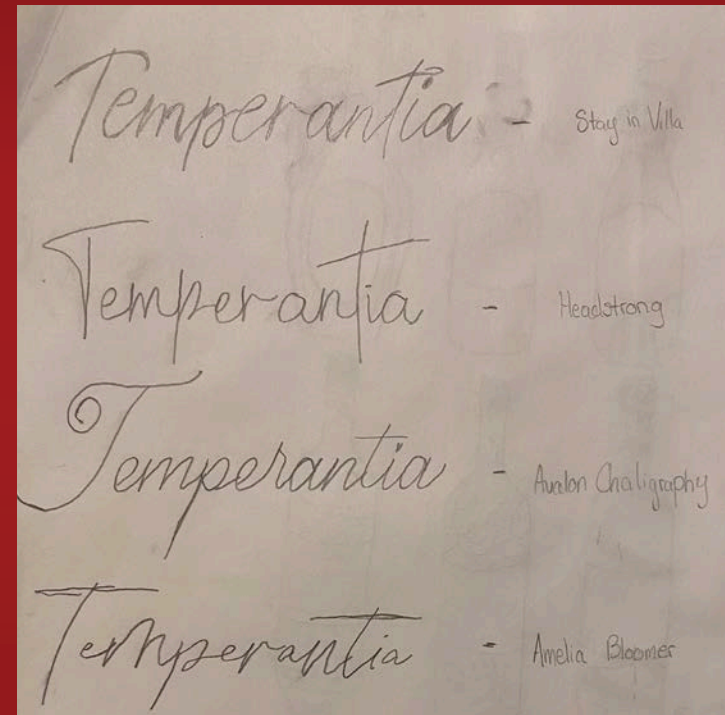 Temperantia - Stay in Villa
Temperantia - Headstrong
Temperantia - Avalon Chaligraphy
Temperantia - Amelia Bloomer